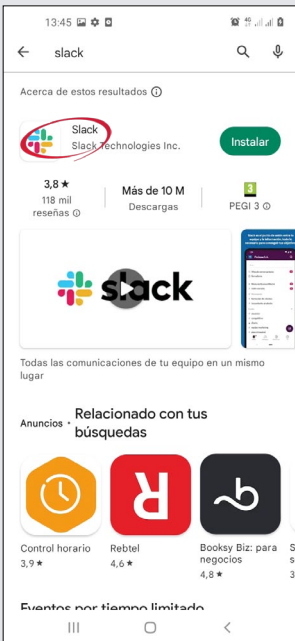 13:45
slack
Acerca de estos resultados
Slack
Slack Technologies Inc.
Instalar
3,8 ★
118 mil
reseñas
Más de 10 M
Descargas
3
PEGI 3
slack
Todas las comunicaciones de tu equipo en un mismo
lugar
Anuncios · Relacionado con tus
búsquedas
Control horario
3,9 ★
Rebtel
4,6 ★
Booksy Biz: para
negocios
4,8 ★
Eventos por tiempo limitado